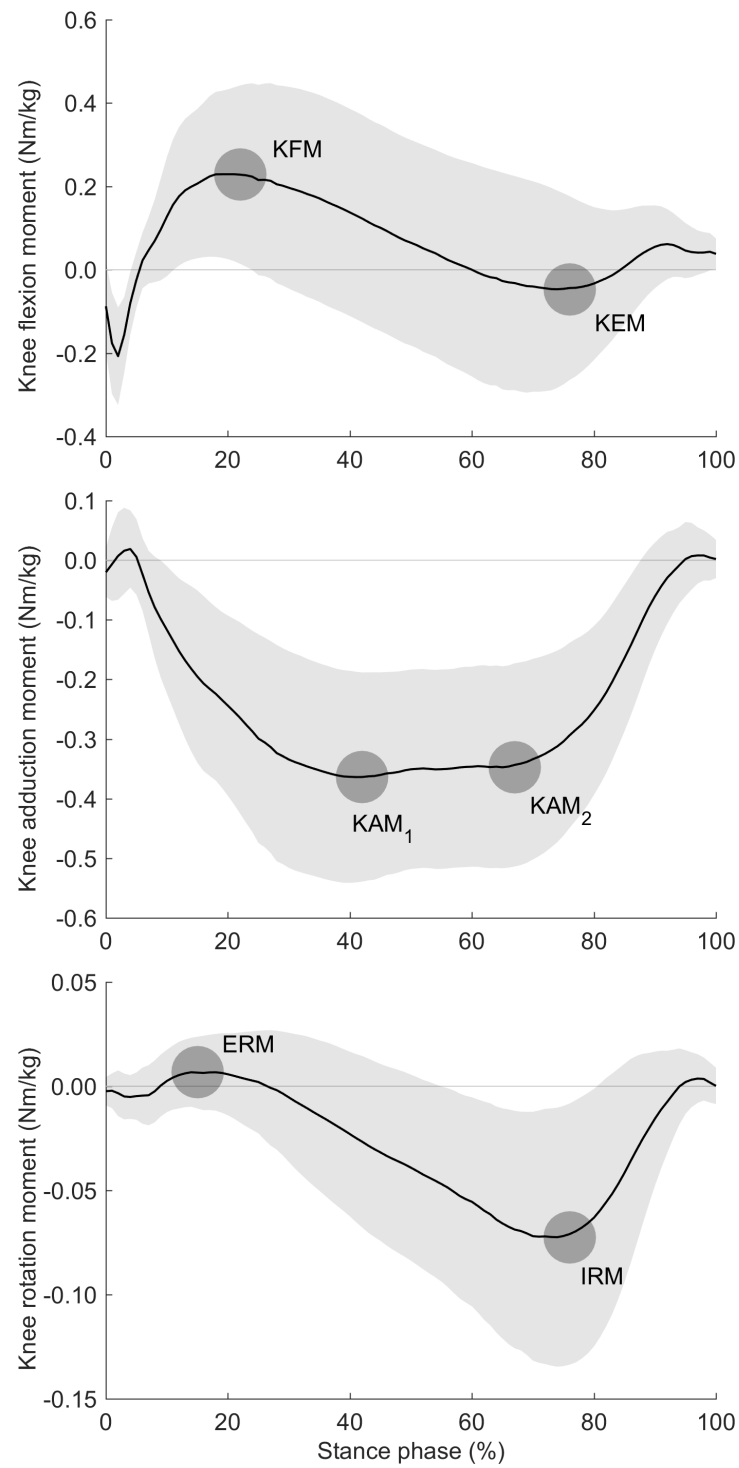 Knee flexion moment (Nm/kg)
0.6
0.4
0.2
0.0
-0.2
-0.4
KFM
KEM
0 20 40 60 80 100
Knee adduction moment (Nm/kg)
0.1
0.0
-0.1
-0.2
-0.3
-0.4
-0.5
-0.6
KAM1
KAM2
0 20 40 60 80 100
Knee rotation moment (Nm/kg)
0.05
0.00
-0.05
-0.10
-0.15
ERM
IRM
0 20 40 60 80 100
Stance phase (%)